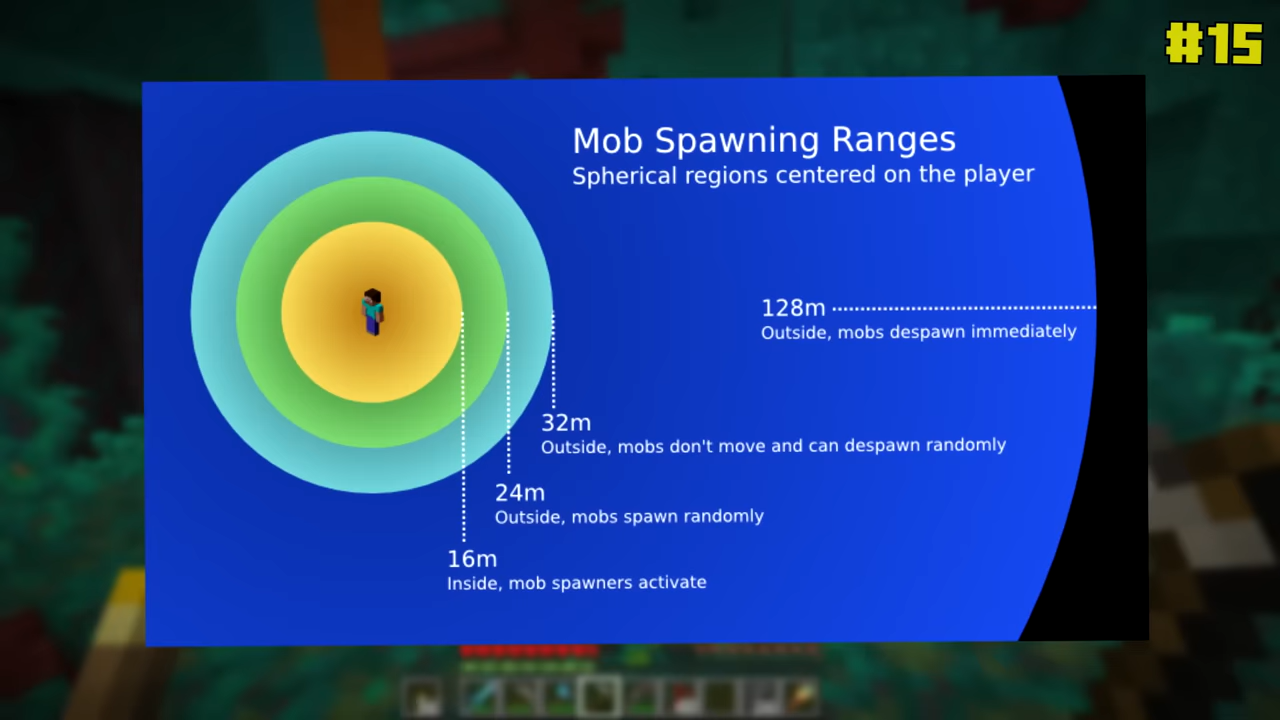 #15
Mob Spawning Ranges
Spherical regions centered on the player
128m
Outside, mobs despawn immediately
32m
Outside, mobs don't move and can despawn randomly
24m
Outside, mobs spawn randomly
16m
Inside, mob spawners activate